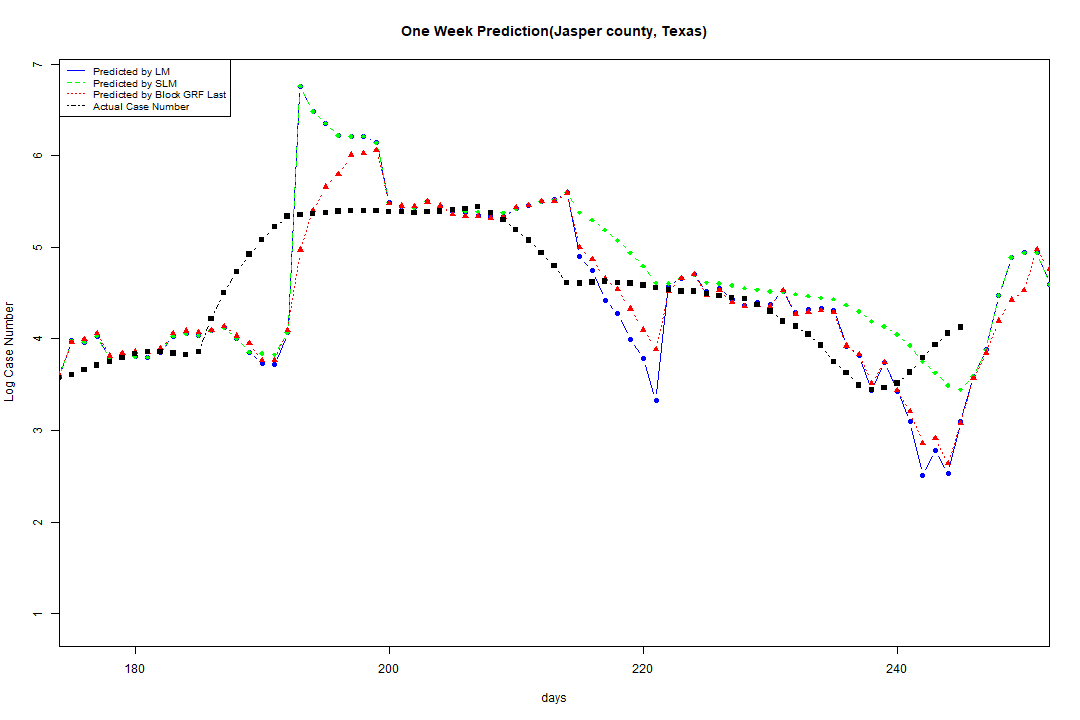 One Week Prediction(Jasper county, Texas)
Predicted by LM
Predicted by SLM
Predicted by Block GRF Last
Actual Case Number
7
6
5
4
3
2
1
Log Case Number
180 200 220 240
days